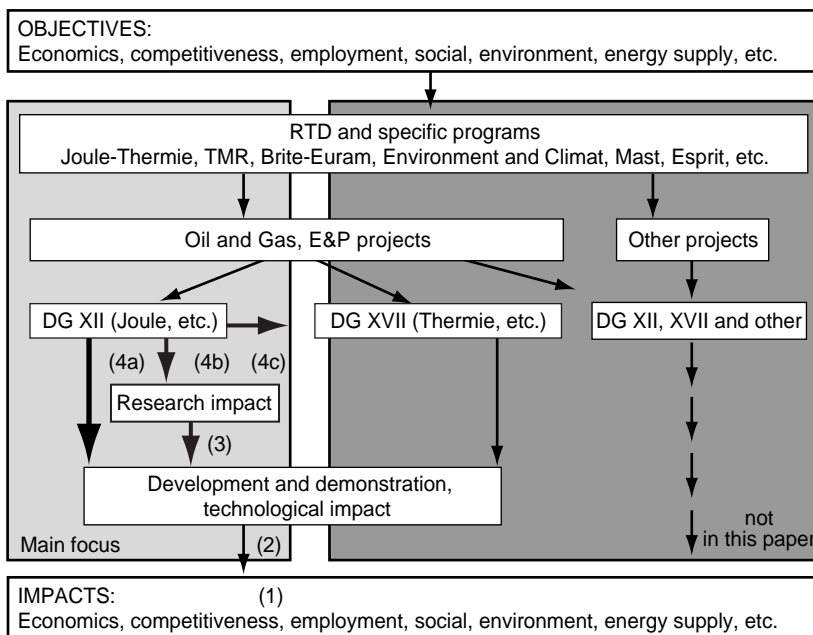 OBJECTIVES:
Economics, competitiveness, employment, social, environment, energy supply, etc.
RTD and specific programs
Joule-Thermie, TMR, Brite-Euram, Environment and Climat, Mast, Esprit, etc.
Oil and Gas, E&P projects
Other projects
DG XII (Joule, etc.)
DG XVII (Thermie, etc.)
DG XII, XVII and other
(4a)
(4b)
(4c)
Research impact
(3)
Development and demonstration,
technological impact
Main focus
(2)
not
in this paper
IMPACTS:
(1)
Economics, competitiveness, employment, social, environment, energy supply, etc.